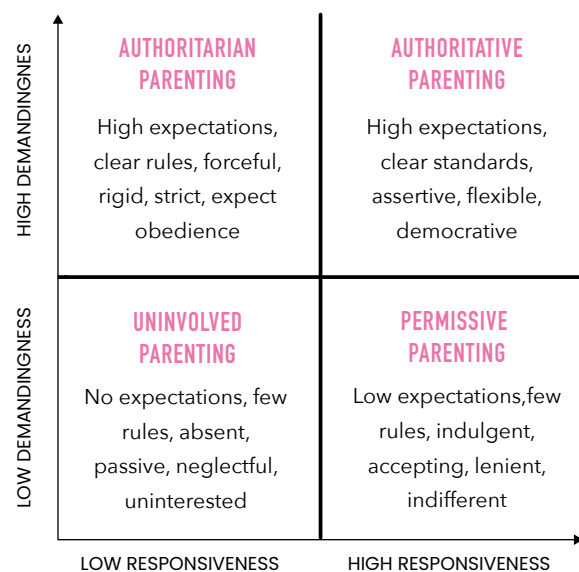 HIGH DEMANDINGNES
AUTHORITARIAN
PARENTING
High expectations,
clear rules, forceful,
rigid, strict, expect
obedience
AUTHORITATIVE
PARENTING
High expectations,
clear standards,
assertive, flexible,
democrative
LOW DEMANDINGNESS
UNINVOLVED
PARENTING
No expectations, few
rules, absent,
passive, neglectful,
uninterested
PERMISSIVE
PARENTING
Low expectations,few
rules, indulgent,
accepting, lenient,
indifferent
LOW RESPONSIVENESS
HIGH RESPONSIVENESS